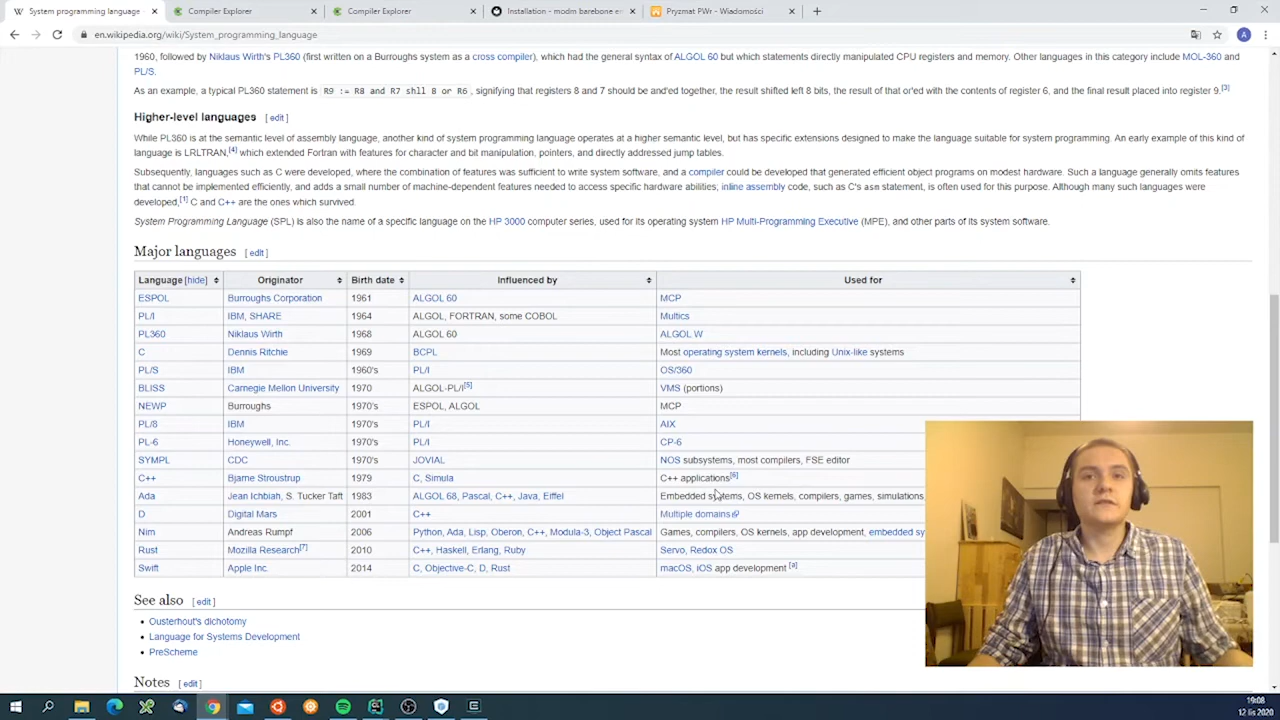 System programming language -
Compiler Explorer
Compiler Explorer
Installation - modm barebone e
Pryzmat PWr - Wiadomości
en.wikipedia.org/wiki/System_programming_language
A
1960, followed by Niklaus Wirth's PL360 (first written on a Burroughs system as a cross compiler), which had the general syntax of ALGOL 60 but which statements directly manipulated CPU registers and memory. Other languages in this category include MOL-360 and
PL/S.
As an example, a typical PL360 statement is R9 := R8 and R7 shll 8 or R6, signifying that registers 8 and 7 should be and'ed together, the result shifted left 8 bits, the result of that or'ed with the contents of register 6, and the final result placed into register 9.[3]
Higher-level languages [ edit ]
While PL360 is at the semantic level of assembly language, another kind of system programming language operates at a higher semantic level, but has specific extensions designed to make the language suitable for system programming. An early example of this kind of
language is LRLTRAN,[4] which extended Fortran with features for character and bit manipulation, pointers, and directly addressed jump tables.
Subsequently, languages such as C were developed, where the combination of features was sufficient to write system software, and a compiler could be developed that generated efficient object programs on modest hardware. Such a language generally omits features
that cannot be implemented efficiently, and adds a small number of machine-dependent features needed to access specific hardware abilities; inline assembly code, such as C's asm statement, is often used for this purpose. Although many such languages were
developed,[1] C and C++ are the ones which survived.
System Programming Language (SPL) is also the name of a specific language on the HP 3000 computer series, used for its operating system HP Multi-Programming Executive (MPE), and other parts of its system software.
Major languages [ edit ]
Language [hide] Originator Birth date Influenced by Used for
ESPOL Burroughs Corporation 1961 ALGOL 60 MCP
PL/I IBM, SHARE 1964 ALGOL, FORTRAN, some COBOL Multics
PL360 Niklaus Wirth 1968 ALGOL 60 ALGOL W
C Dennis Ritchie 1969 BCPL Most operating system kernels, including Unix-like systems
PL/S IBM 1960's PL/I OS/360
BLISS Carnegie Mellon University 1970 ALGOL-PL/I[5] VMS (portions)
NEWP Burroughs 1970's ESPOL, ALGOL MCP
PL/8 IBM 1970's PL/I AIX
PL-6 Honeywell, Inc. 1970's PL/I CP-6
SYMPL CDC 1970's JOVIAL NOS subsystems, most compilers, FSE editor
C++ Bjarne Stroustrup 1979 C, Simula C++ applications[6]
Ada Jean Ichbiah, S. Tucker Taft 1983 ALGOL 68, Pascal, C++, Java, Eiffel Embedded systems, OS kernels, compilers, games, simulations,
D Digital Mars 2001 C++ Multiple domains
Nim Andreas Rumpf 2006 Python, Ada, Lisp, Oberon, C++, Modula-3, Object Pascal Games, compilers, OS kernels, app development, embedded sy
Rust Mozilla Research[7] 2010 C++, Haskell, Erlang, Ruby Servo, Redox OS
Swift Apple Inc. 2014 C, Objective-C, D, Rust macOS, iOS app development [a]
See also [ edit ]
• Ousterhout's dichotomy
• Language for Systems Development
• PreScheme
Notes [ edit ]
19:08
12 lis 2020